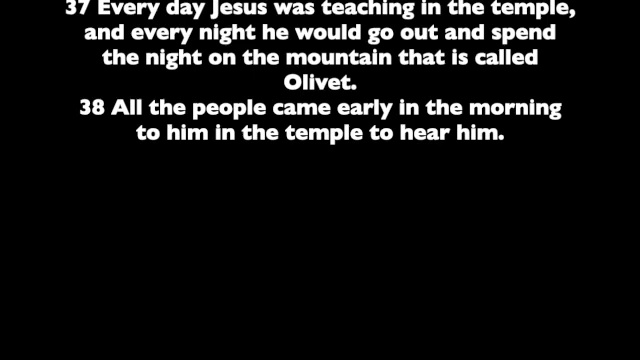 37 Every day Jesus was teaching in the temple,
and every night he would go out and spend
the night on the mountain that is called
Olivet.
38 All the people came early in the morning
to him in the temple to hear him.